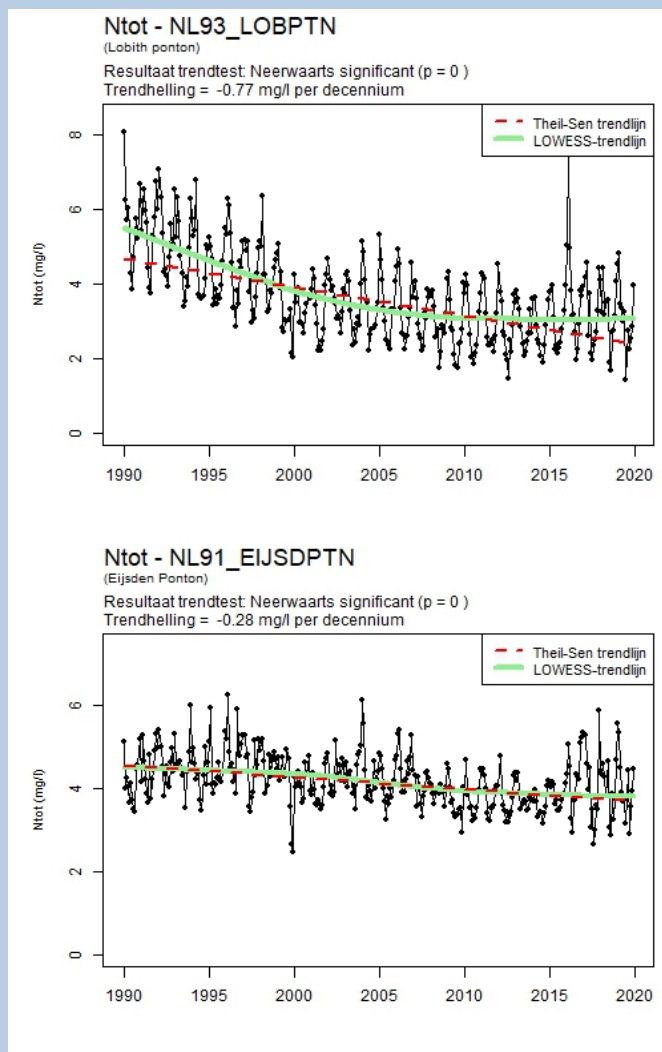 Ntot - NL93_LOBPTN
(Lobith ponton)
Resultaat trendtest: Neerwaarts significant (p = 0 )
Trendhelling = -0.77 mg/l per decennium
Theil-Sen trendlijn
LOWESS-trendlijn
Ntot (mg/l)
8
6
4
2
0
1990 1995 2000 2005 2010 2015 2020
Ntot - NL91_EIJSDPTN
(Eijsden Ponton)
Resultaat trendtest: Neerwaarts significant (p = 0 )
Trendhelling = -0.28 mg/l per decennium
Theil-Sen trendlijn
LOWESS-trendlijn
Ntot (mg/l)
6
4
2
0
1990 1995 2000 2005 2010 2015 2020